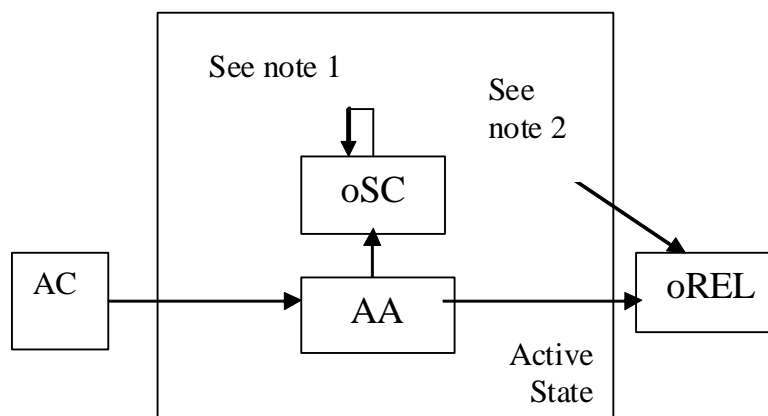 See note 1
See
note 2
oSC
AC
AA
oREL
Active
State